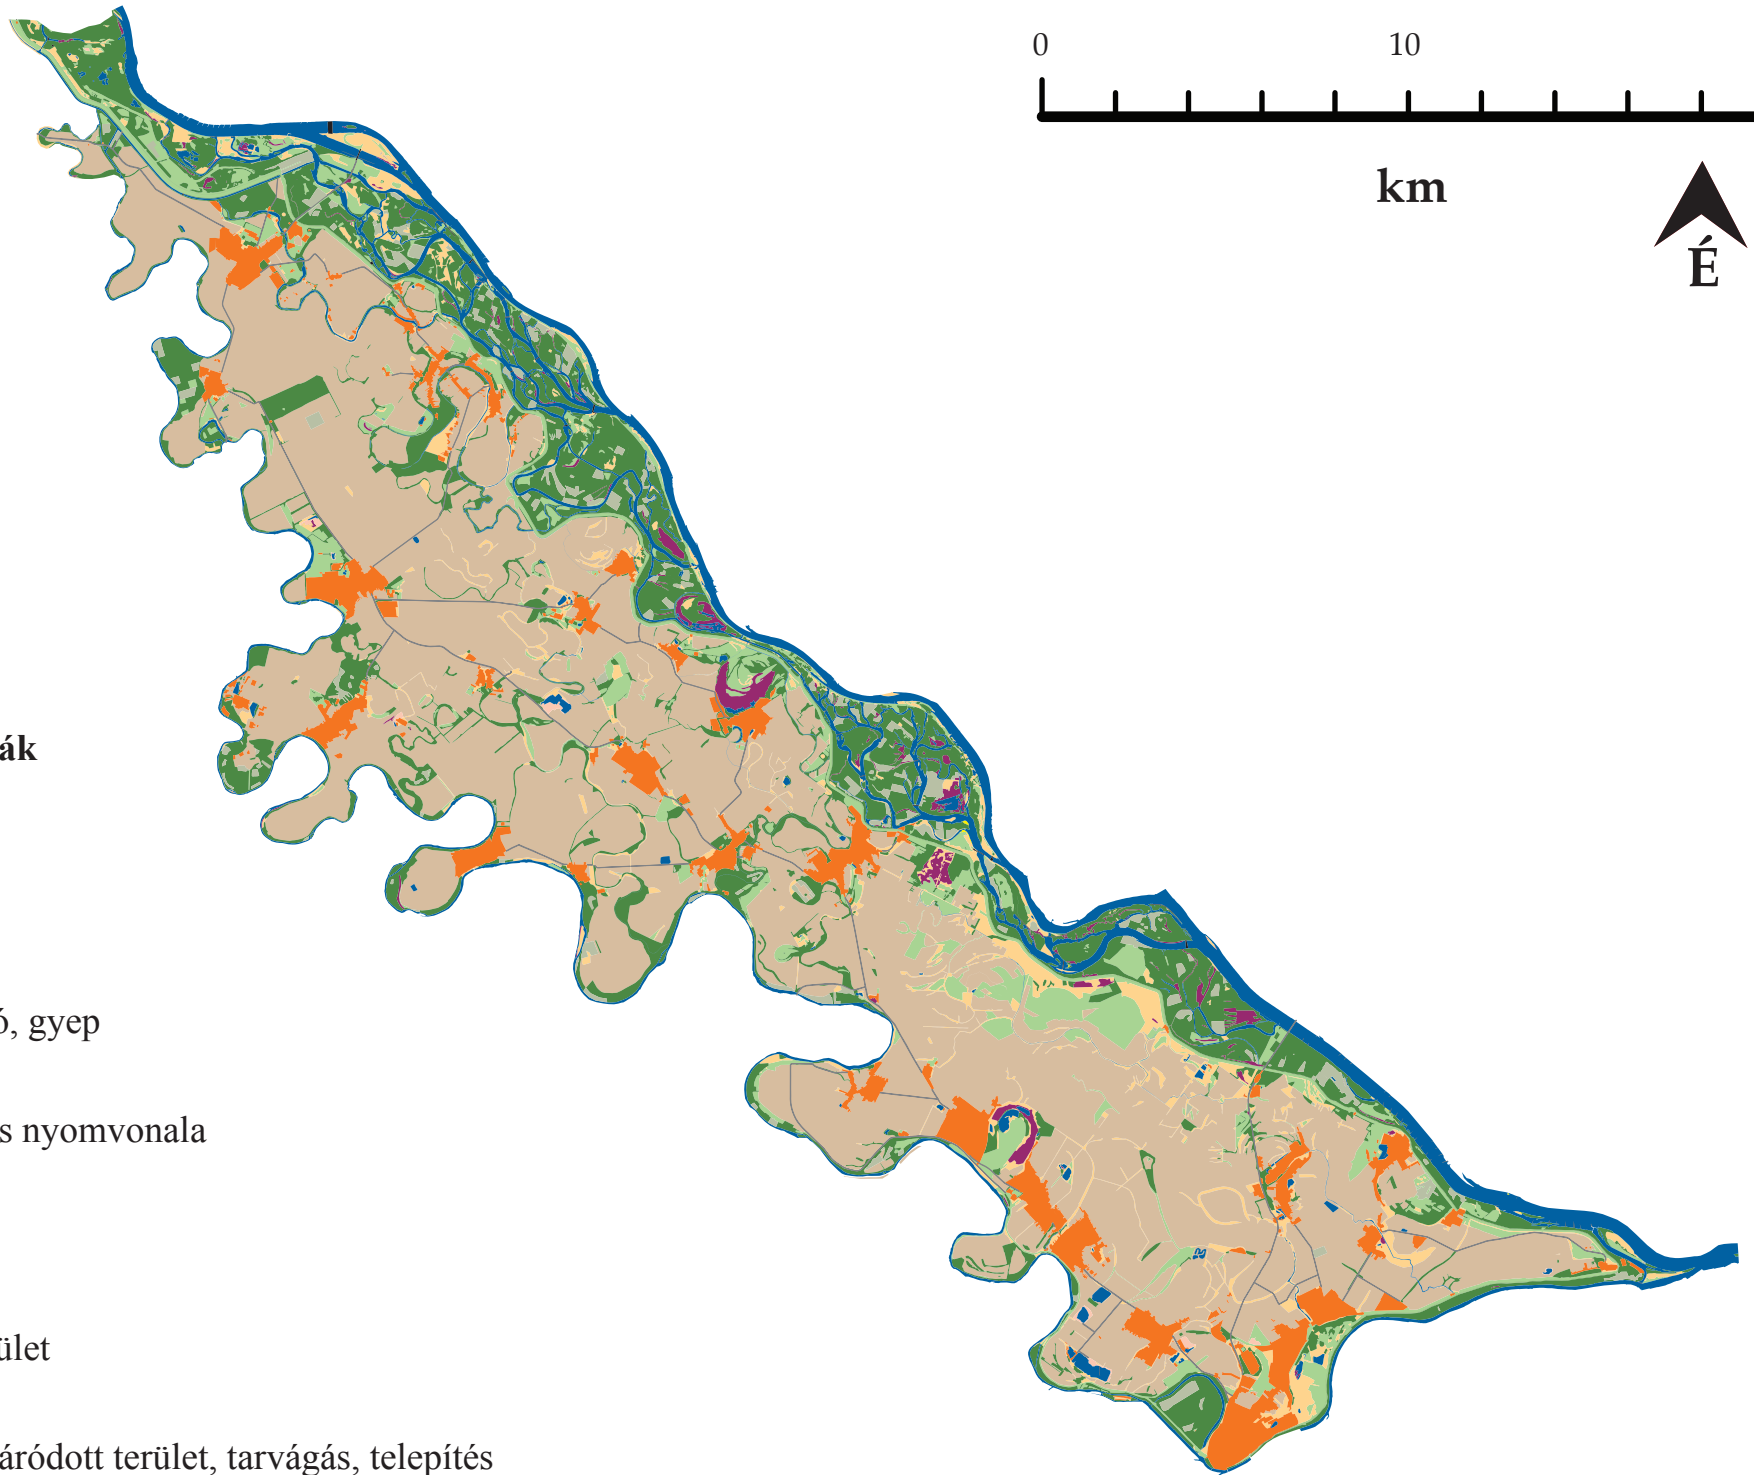 0 10
km
É
ák
ó, gyep
s nyomvonala
ület
áródott terület, tarvágás, telepítés